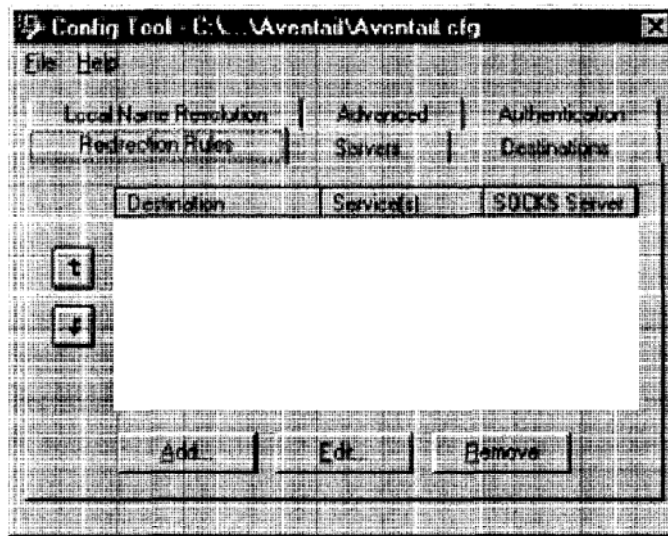 Config Tool - C:\...\Aventail\Aventail.cfg
File Help
Local Name Resolution Advanced Authentication
Redirection Rules Servers Destinations
Destination Service(s) SOCKS Server
Add... Edit... Remove